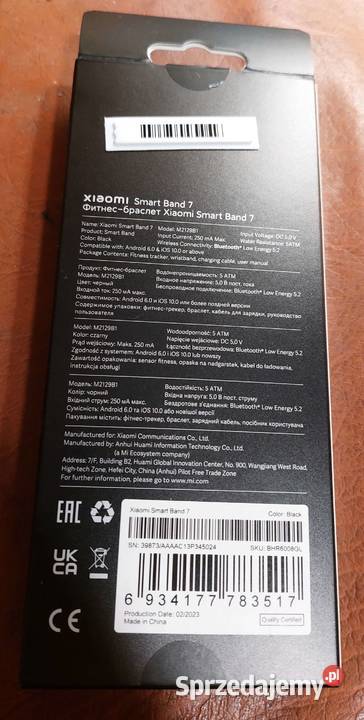 xiaomi Smart Band 7
Фитнес-браслет Xiaomi Smart Band 7
Name: Xiaomi Smart Band 7 Model: M2129B1 Input Voltage: DC 5.0 V
Product: Smart Band Input Current: 250 mA Max. Water Resistance: 5 ATM
Color: Black Wireless Connectivity: Bluetooth® Low Energy 5.2
Compatible with: Android 6.0 & iOS 10.0 or above
Package Contents: Fitness tracker, wristband, charging cable, user manual
Продукт: Фитнес-браслет Водонепроницаемость: 5 ATM
Модель: M2129B1 Входное напряжение: 5,0 В пост. тока
Цвет: черный Беспроводные подключения: Bluetooth® Low Energy 5.2
Входной ток: 250 мА макс.
Совместимость: Android 6.0 и iOS 10.0 или более поздней версии
Содержимое упаковки: фитнес-трекер, браслет, кабель для зарядки, руководство
пользователя
Model: M2129B1 Wodoodporność: 5 ATM
Kolor: czarny Napięcie wejściowe: DC 5,0 V
Prąd wejściowy: Maks. 250 mA Łączność bezprzewodowa: Bluetooth® Low Energy 5.2
Zgodność z systemem: Android 6.0 i iOS 10.0 lub nowszy
Zawartość opakowania: sensor fitness, opaska na nadgarstek, kabel do ładowania,
instrukcja obsługi
Модель: M2129B1 Водостійкість: 5 ATM
Колір: чорний Вхідна напруга: 5,0 В пост. струму
Вхідний струм: 250 мА макс. Бездротове з'єднання: Bluetooth® Low Energy 5.2
Сумісність: Android 6.0 та iOS 10.0 або новішої версії
Пакування містить: фітнес-трекер, браслет, зарядний кабель, посібник користувача
Manufactured for: Xiaomi Communications Co., Ltd.
Manufactured by: Anhui Huami Information Technology Co., Ltd.
(a Mi Ecosystem company)
Address: 7/F, Building B2, Huami Global Innovation Center, No. 900, Wangjiang West Road,
High-tech Zone, Hefei City, China (Anhui) Pilot Free Trade Zone
For further information, please go to www.mi.com
EAC
UK
CA
CE
Xiaomi Smart Band 7 Color: Black
SN: 39873/AAAAC13P345024 SKU: BHR6008GL
6 934177 783517
Production Date: 02/2023
Made in China Quality Certified
Sprzedajemy.pl